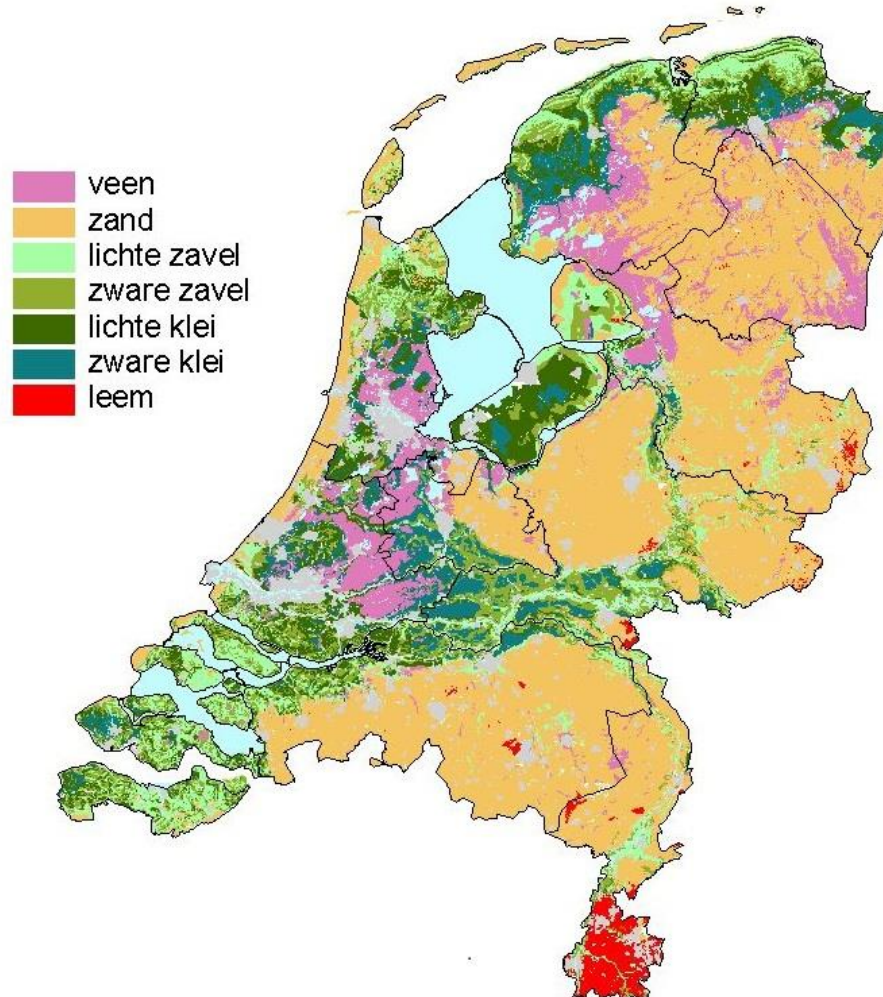 veen
zand
lichte zavel
zware zavel
lichte klei
zware klei
leem